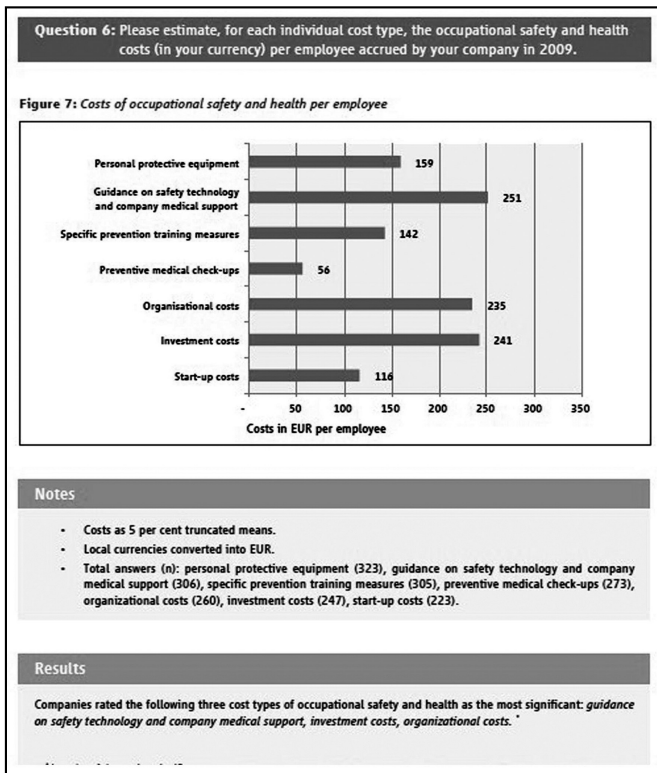 Question 6: Please estimate, for each individual cost type, the occupational safety and health
costs (in your currency) per employee accrued by your company in 2009.
Figure 7: Costs of occupational safety and health per employee
Personal protective equipment 159
Guidance on safety technology
and company medical support 251
Specific prevention training measures 142
Preventive medical check-ups 56
Organisational costs 235
Investment costs 241
Start-up costs 116
- 50 100 150 200 250 300 350
Costs in EUR per employee
Notes
• Costs as 5 per cent truncated means.
• Local currencies converted into EUR.
• Total answers (n): personal protective equipment (323), guidance on safety technology and company
medical support (306), specific prevention training measures (305), preventive medical check-ups (273),
organizational costs (260), investment costs (247), start-up costs (223).
Results
Companies rated the following three cost types of occupational safety and health as the most significant: guidance
on safety technology and company medical support, investment costs, organizational costs. *